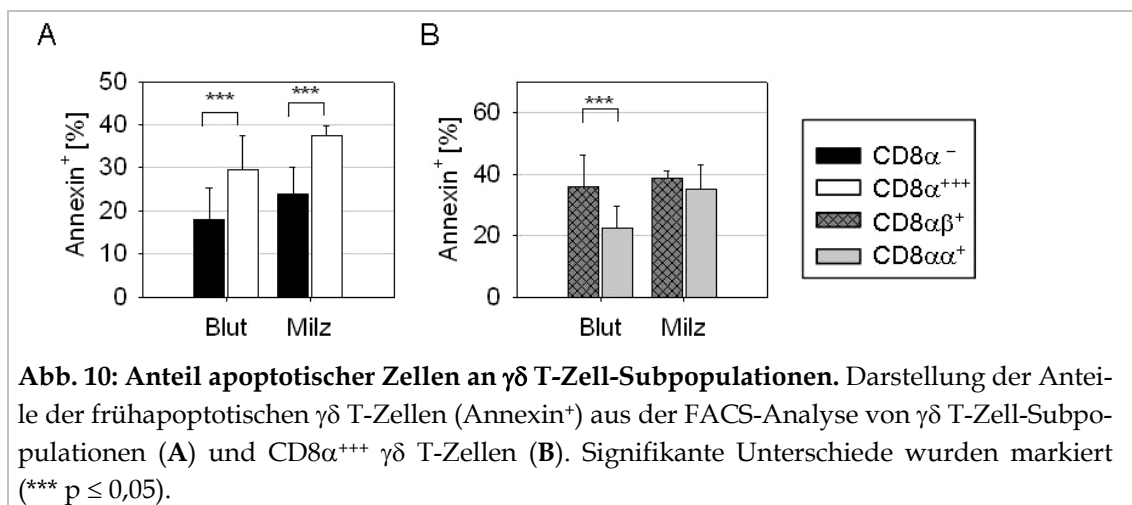 A
B
50
40
30
20
10
0
Annexin⁺ [%]
***
***
Blut
Milz
60
40
20
0
Annexin⁺ [%]
***
Blut
Milz
CD8α⁻
CD8α⁺⁺⁺
CD8αβ⁺
CD8αα⁺
Abb. 10: Anteil apoptotischer Zellen an γδ T-Zell-Subpopulationen. Darstellung der Antei-
le der frühapoptotischen γδ T-Zellen (Annexin⁺) aus der FACS-Analyse von γδ T-Zell-Subpo-
pulationen (A) und CD8α⁺⁺⁺ γδ T-Zellen (B). Signifikante Unterschiede wurden markiert
(*** p ≤ 0,05).